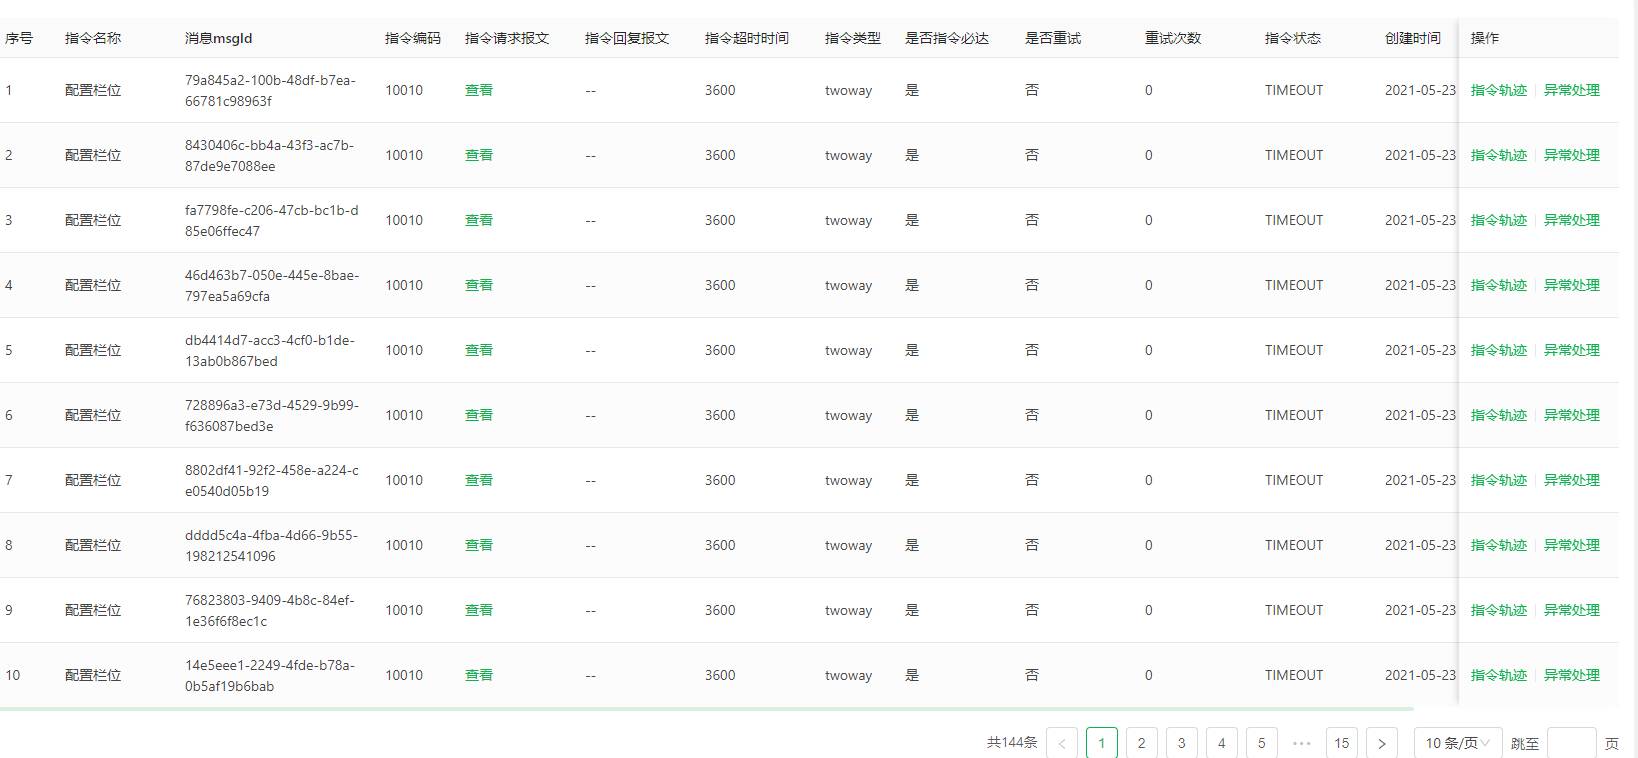 序号 指令名称 消息msgId 指令编码 指令请求报文 指令回复报文 指令超时时间 指令类型 是否指令必达 是否重试 重试次数 指令状态 创建时间 操作
1 配置栏位 79a845a2-100b-48df-b7ea-
66781c98963f 10010 查看 -- 3600 twoway 是 否 0 TIMEOUT 2021-05-23 指令轨迹 异常处理
2 配置栏位 8430406c-bb4a-43f3-ac7b-
87de9e7088ee 10010 查看 -- 3600 twoway 是 否 0 TIMEOUT 2021-05-23 指令轨迹 异常处理
3 配置栏位 fa7798fe-c206-47cb-bc1b-d
85e06ffec47 10010 查看 -- 3600 twoway 是 否 0 TIMEOUT 2021-05-23 指令轨迹 异常处理
4 配置栏位 46d463b7-050e-445e-8bae-
797ea5a69cfa 10010 查看 -- 3600 twoway 是 否 0 TIMEOUT 2021-05-23 指令轨迹 异常处理
5 配置栏位 db4414d7-acc3-4cf0-b1de-
13ab0b867bed 10010 查看 -- 3600 twoway 是 否 0 TIMEOUT 2021-05-23 指令轨迹 异常处理
6 配置栏位 728896a3-e73d-4529-9b99-
f636087bed3e 10010 查看 -- 3600 twoway 是 否 0 TIMEOUT 2021-05-23 指令轨迹 异常处理
7 配置栏位 8802df41-92f2-458e-a224-c
e0540d05b19 10010 查看 -- 3600 twoway 是 否 0 TIMEOUT 2021-05-23 指令轨迹 异常处理
8 配置栏位 dddd5c4a-4fba-4d66-9b55-
198212541096 10010 查看 -- 3600 twoway 是 否 0 TIMEOUT 2021-05-23 指令轨迹 异常处理
9 配置栏位 76823803-9409-4b8c-84ef-
1e36f6f8ec1c 10010 查看 -- 3600 twoway 是 否 0 TIMEOUT 2021-05-23 指令轨迹 异常处理
10 配置栏位 14e5eee1-2249-4fde-b78a-
0b5af19b6bab 10010 查看 -- 3600 twoway 是 否 0 TIMEOUT 2021-05-23 指令轨迹 异常处理
共144条 < 1 2 3 4 5 ••• 15 > 10 条/页 跳至 页